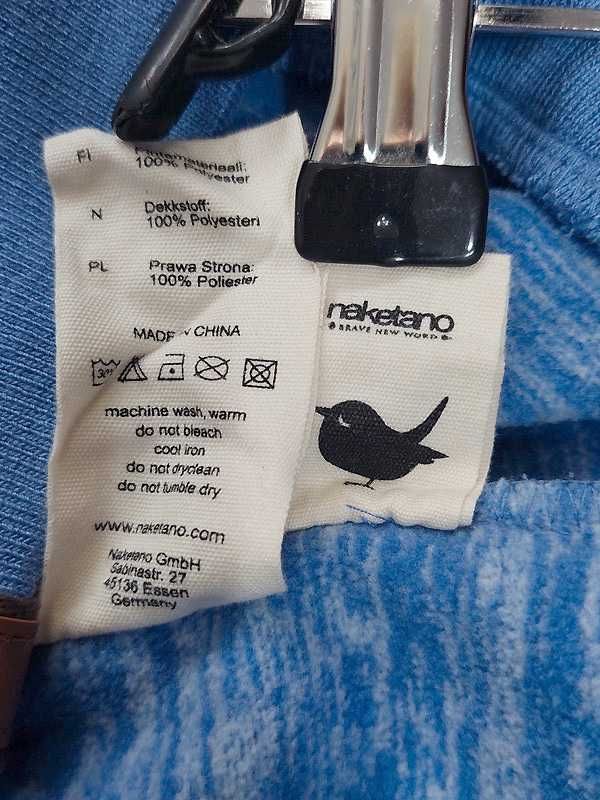 FI Pintamateriaali:
100% Polyester
N Dekkstoff:
100% Polyesteri
PL Prawa Strona:
100% Poliester
MADE CHINA
30°
machine wash, warm
do not bleach
cool iron
do not dryclean
do not tumble dry
www.naketano.com
Naketano GmbH
Sabinastr. 27
45136 Essen
Germany
naketano
BRAVE NEW WORD